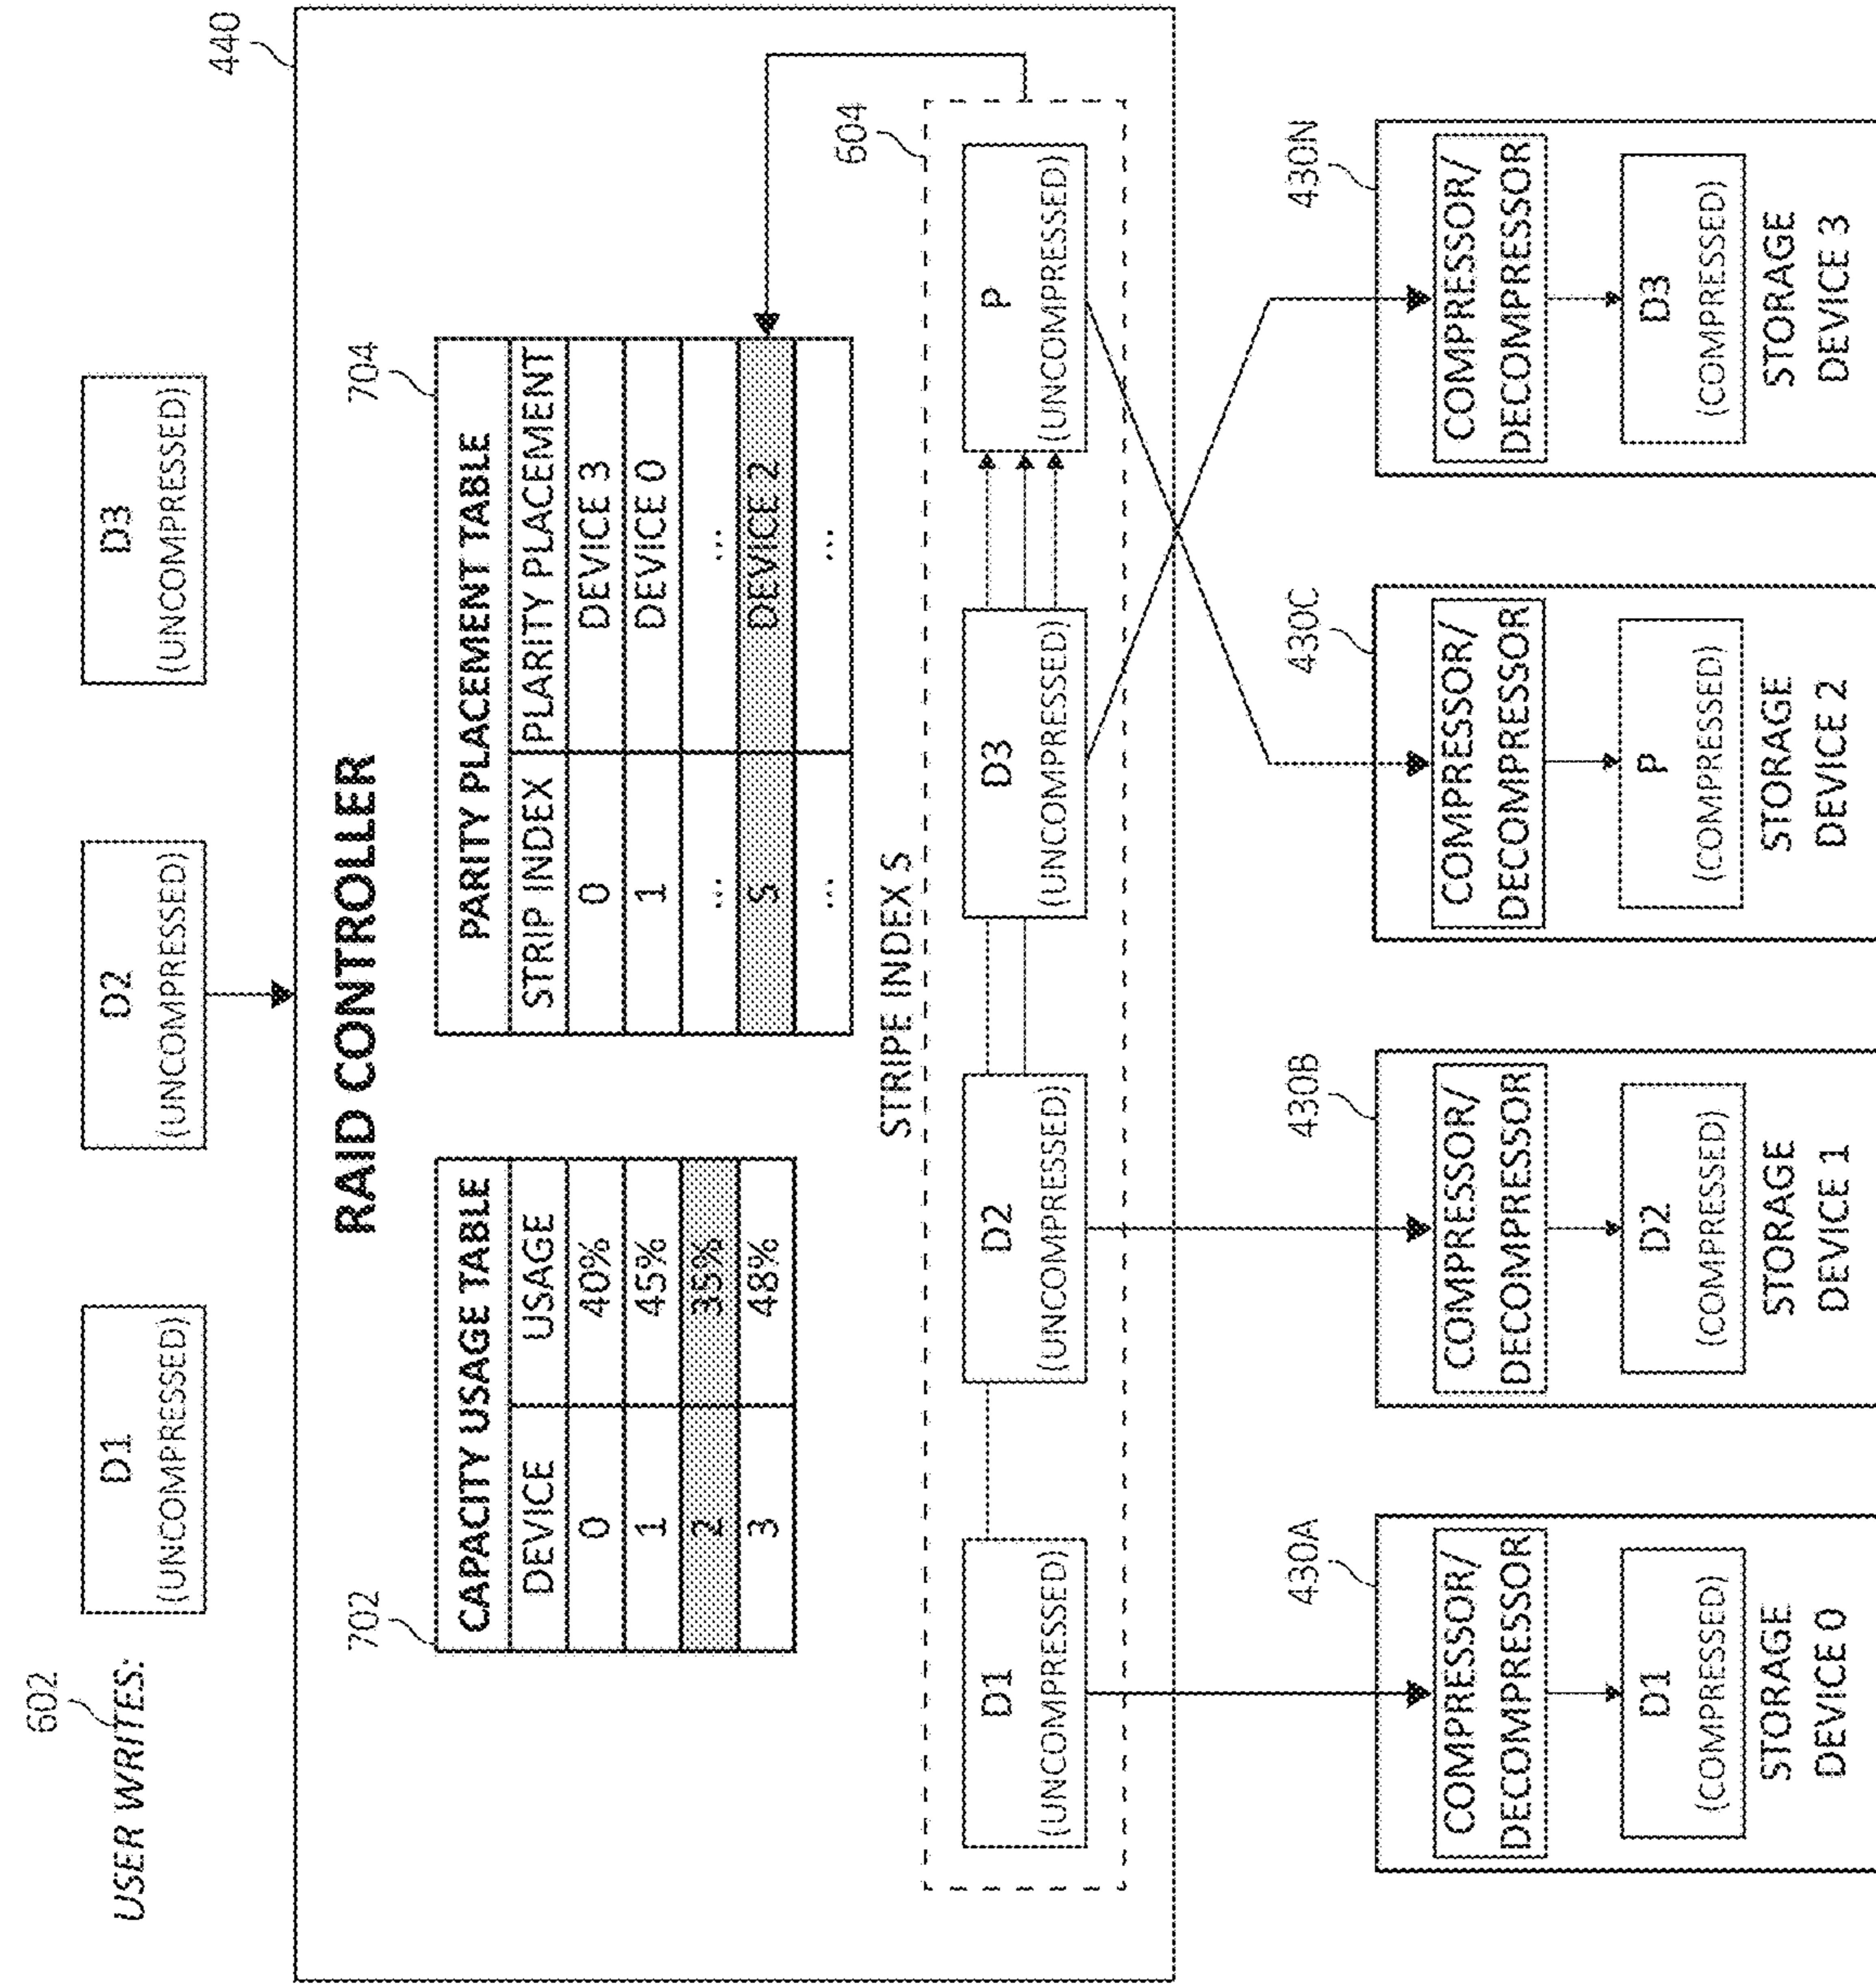 602
USER WRITES:
D1
(UNCOMPRESSED)
D2
(UNCOMPRESSED)
D3
(UNCOMPRESSED)
440
RAID CONTROLLER
702
CAPACITY USAGE TABLE
DEVICE USAGE
0 40%
1 45%
2 35%
3 48%
704
PARITY PLACEMENT TABLE
STRIP INDEX PLARITY PLACEMENT
0 DEVICE 3
1 DEVICE 0
... ...
S DEVICE 2
... ...
STRIPE INDEX S
604
D1
(UNCOMPRESSED)
D2
(UNCOMPRESSED)
D3
(UNCOMPRESSED)
P
(UNCOMPRESSED)
430A
COMPRESSOR/
DECOMPRESSOR
D1
(COMPRESSED)
STORAGE
DEVICE 0
430B
COMPRESSOR/
DECOMPRESSOR
D2
(COMPRESSED)
STORAGE
DEVICE 1
430C
COMPRESSOR/
DECOMPRESSOR
P
(COMPRESSED)
STORAGE
DEVICE 2
430N
COMPRESSOR/
DECOMPRESSOR
D3
(COMPRESSED)
STORAGE
DEVICE 3